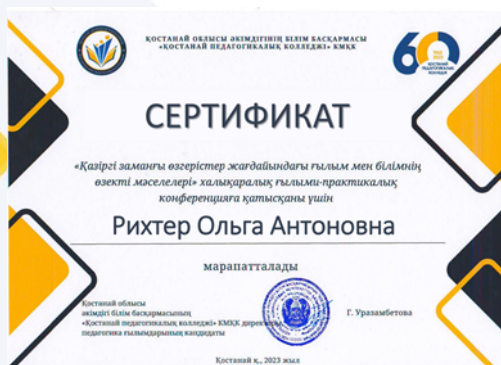 ҚОСТАНАЙ ОБЛЫСЫ ӘКІМДІГІНІҢ БІЛІМ БАСҚАРМАСЫ
«ҚОСТАНАЙ ПЕДАГОГИКАЛЫҚ КОЛЛЕДЖІ» КМҚК
60
СЕРТИФИКАТ
«Қазіргі заманғы өзгерістер жағдайындағы ғылым мен білімнің
өзекті мәселелері» халықаралық ғылыми-практикалық
конференцияға қатысқаны үшін
Рихтер Ольга Антоновна
марапатталады
Қостанай облысы
әкімдігі білім басқармасының
«Қостанай педагогикалық колледжі» КМҚК директоры,
педагогика ғылымдарының кандидаты
Г. Уразамбетова
Қостанай қ., 2023 жыл